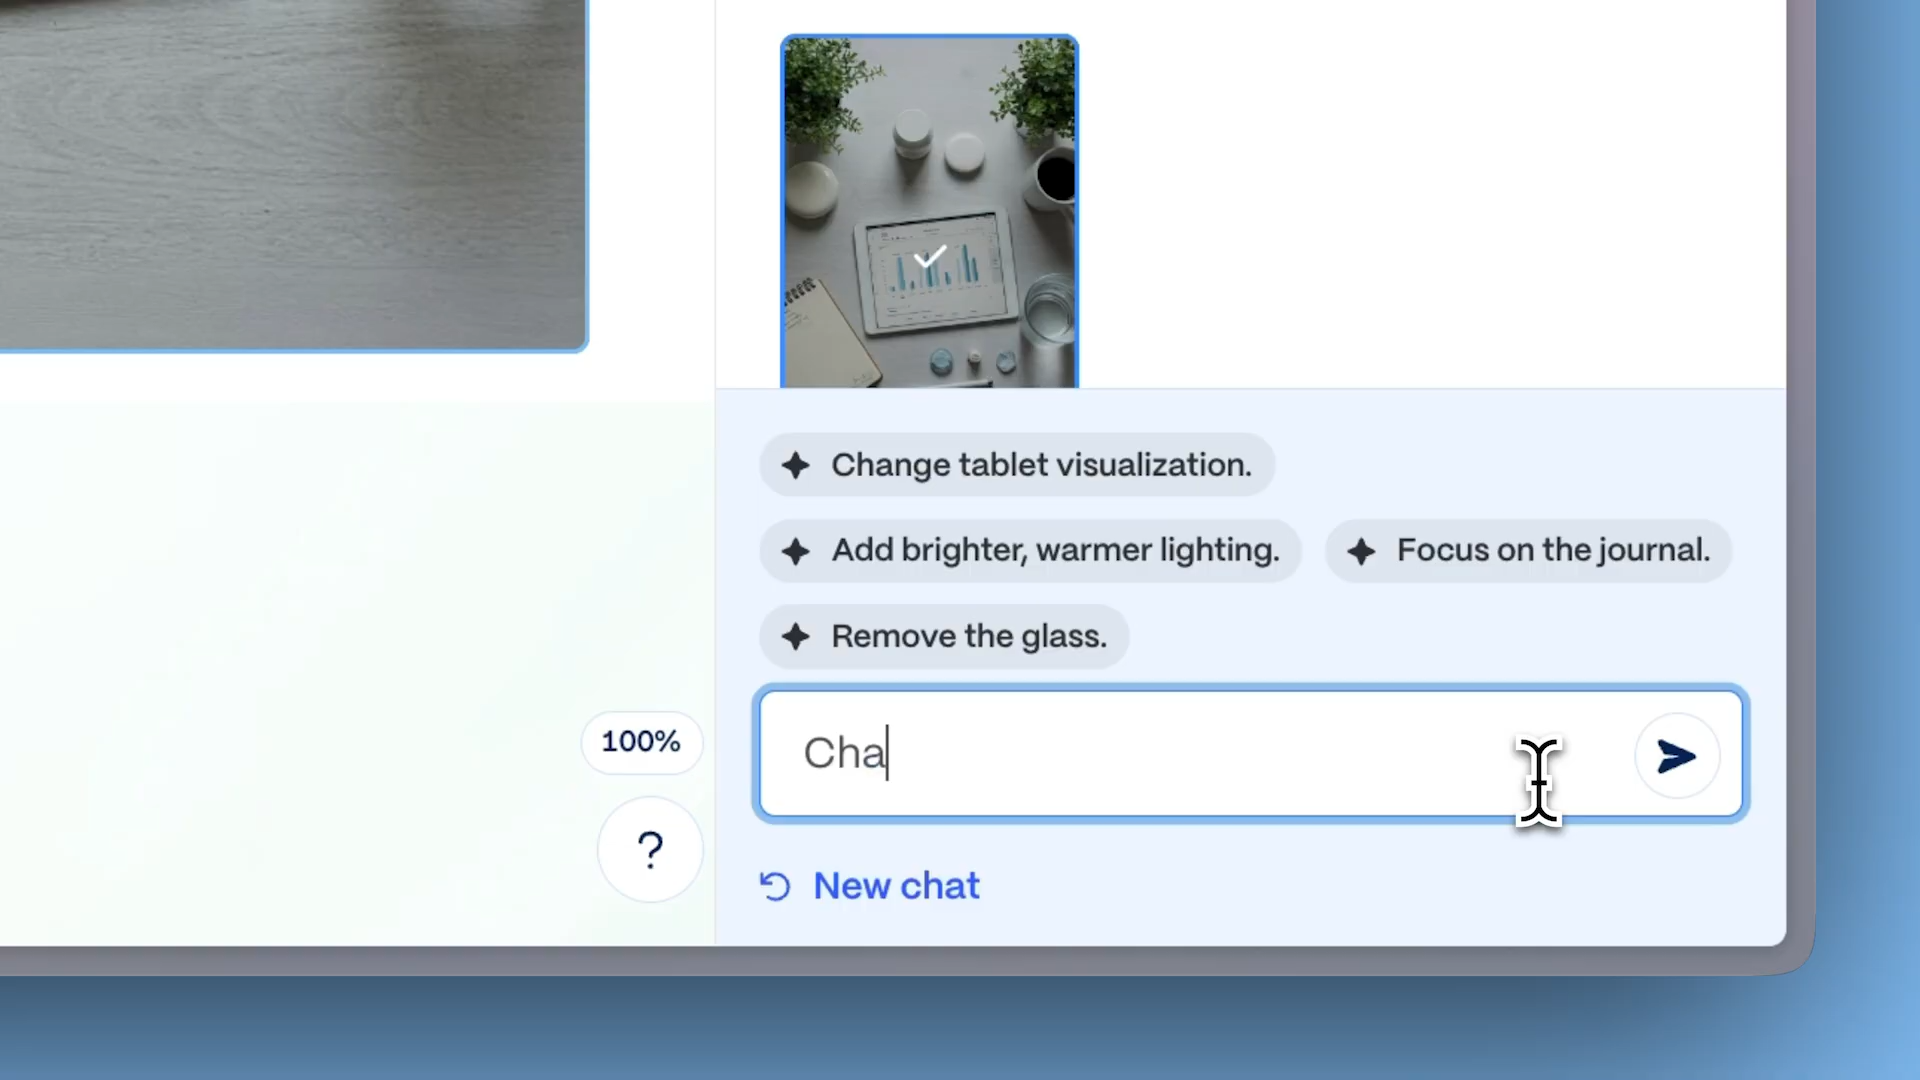 Change tablet visualization.
Add brighter, warmer lighting.
Focus on the journal.
Remove the glass.
100%
Cha
?
New chat